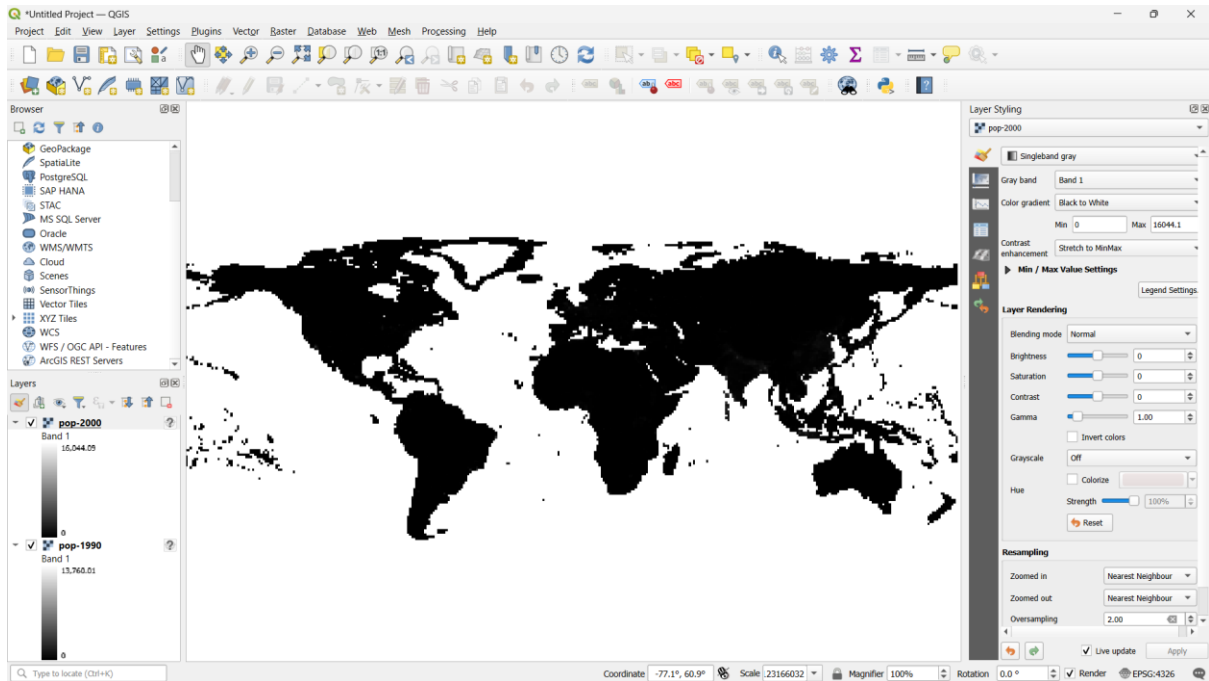 *Untitled Project — QGIS
Project Edit View Layer Settings Plugins Vector Raster Database Web Mesh Processing Help
Browser
GeoPackage
SpatiaLite
PostgreSQL
SAP HANA
STAC
MS SQL Server
Oracle
WMS/WMTS
Cloud
Scenes
SensorThings
Vector Tiles
XYZ Tiles
WCS
WFS / OGC API - Features
ArcGIS REST Servers
Layers
pop-2000
Band 1
16,044.09
0
pop-1990
Band 1
13,760.01
0
Layer Styling
pop-2000
Singleband gray
Gray band Band 1
Color gradient Black to White
Min 0 Max 16044.1
Contrast enhancement Stretch to MinMax
Min / Max Value Settings
Legend Settings
Layer Rendering
Blending mode Normal
Brightness 0
Saturation 0
Contrast 0
Gamma 1.00
Invert colors
Grayscale Off
Hue Colorize
Strength 100%
Reset
Resampling
Zoomed in Nearest Neighbour
Zoomed out Nearest Neighbour
Oversampling 2.00
Live update Apply
Type to locate (Ctrl+K) Coordinate -77.1°, 60.9° Scale 23166032 Magnifier 100% Rotation 0.0 ° Render EPSG:4326